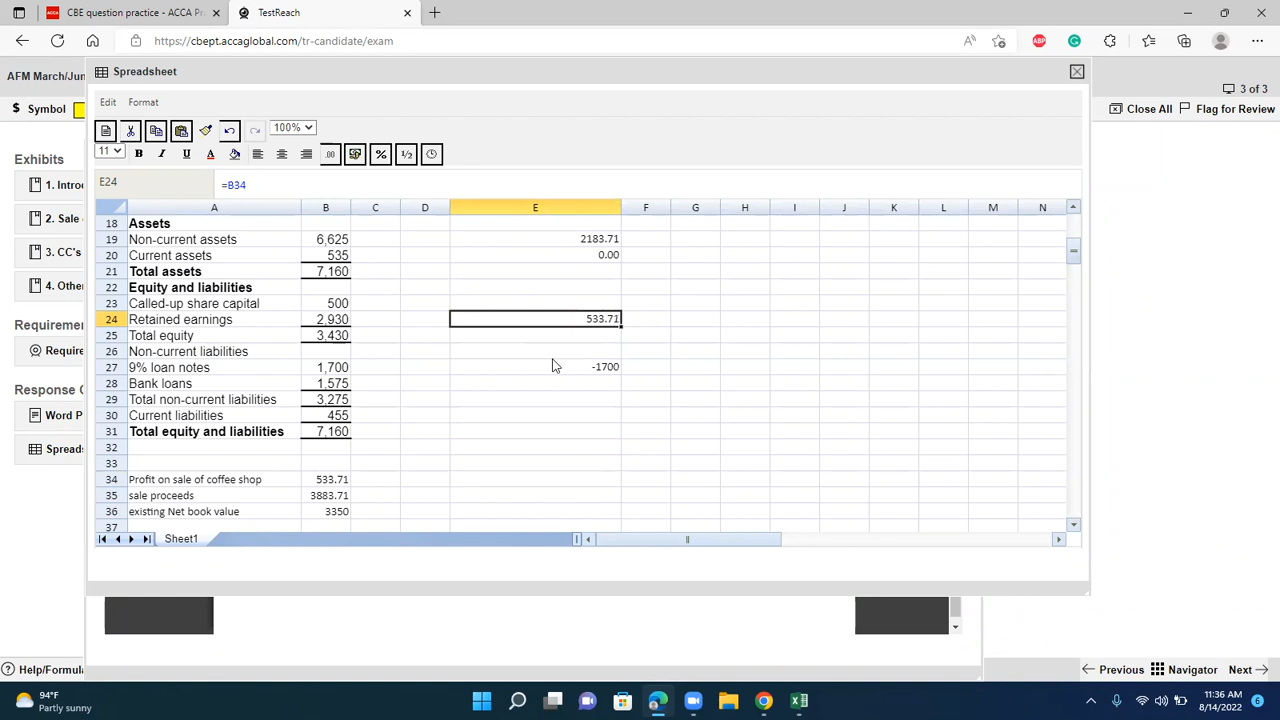 CBE question practice - ACCA Pr
TestReach
https://cbept.accaglobal.com/tr-candidate/exam
AFM March/Jun
Spreadsheet
3 of 3
$ Symbol
Edit Format
Close All Flag for Review
100%
11 B I U A .00 % 1/2
Exhibits
1. Introc
2. Sale
3. CC's
4. Other
Requiremen
Require
Response O
Word P
Spreads
E24 =B34
A B C D E F G H I J K L M N
18 Assets
19 Non-current assets 6,625 2183.71
20 Current assets 535 0.00
21 Total assets 7,160
22 Equity and liabilities
23 Called-up share capital 500
24 Retained earnings 2,930 533.71
25 Total equity 3,430
26 Non-current liabilities
27 9% loan notes 1,700 -1700
28 Bank loans 1,575
29 Total non-current liabilities 3,275
30 Current liabilities 455
31 Total equity and liabilities 7,160
32
33
34 Profit on sale of coffee shop 533.71
35 sale proceeds 3883.71
36 existing Net book value 3350
37
Sheet1
Help/Formula
Previous Navigator Next
94°F
Partly sunny
11:36 AM
8/14/2022
6